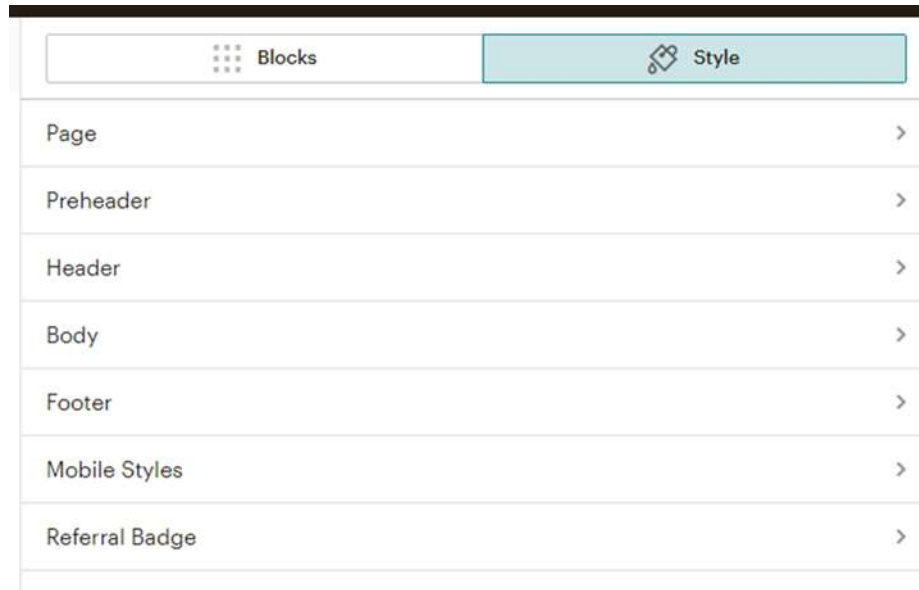 Blocks
Style
Page
Preheader
Header
Body
Footer
Mobile Styles
Referral Badge